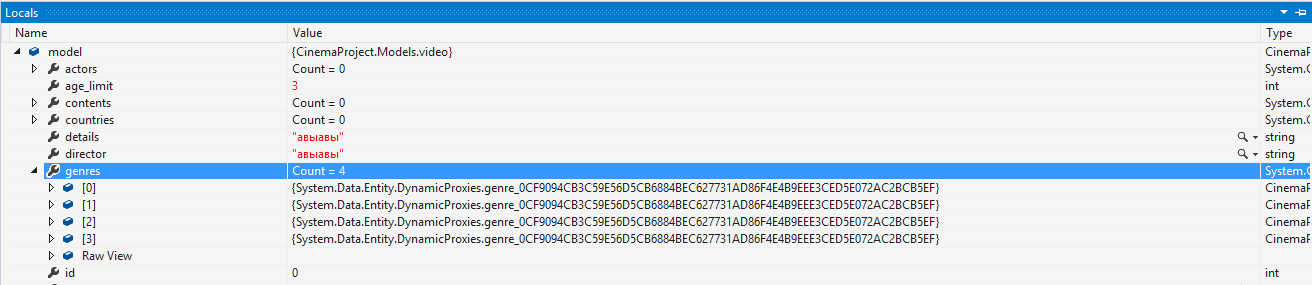 Locals
Name Value Type
model {CinemaProject.Models.video} CinemaP
actors Count = 0 System.C
age_limit 3 int
contents Count = 0 System.C
countries Count = 0 System.C
details "авыавы" string
director "авыавы" string
genres Count = 4 System.C
[0] {System.Data.Entity.DynamicProxies.genre_0CF9094CB3C59E56D5CB6884BEC627731AD86F4E4B9EEE3CED5E072AC2BCB5EF} CinemaP
[1] {System.Data.Entity.DynamicProxies.genre_0CF9094CB3C59E56D5CB6884BEC627731AD86F4E4B9EEE3CED5E072AC2BCB5EF} CinemaP
[2] {System.Data.Entity.DynamicProxies.genre_0CF9094CB3C59E56D5CB6884BEC627731AD86F4E4B9EEE3CED5E072AC2BCB5EF} CinemaP
[3] {System.Data.Entity.DynamicProxies.genre_0CF9094CB3C59E56D5CB6884BEC627731AD86F4E4B9EEE3CED5E072AC2BCB5EF} CinemaP
Raw View
id 0 int